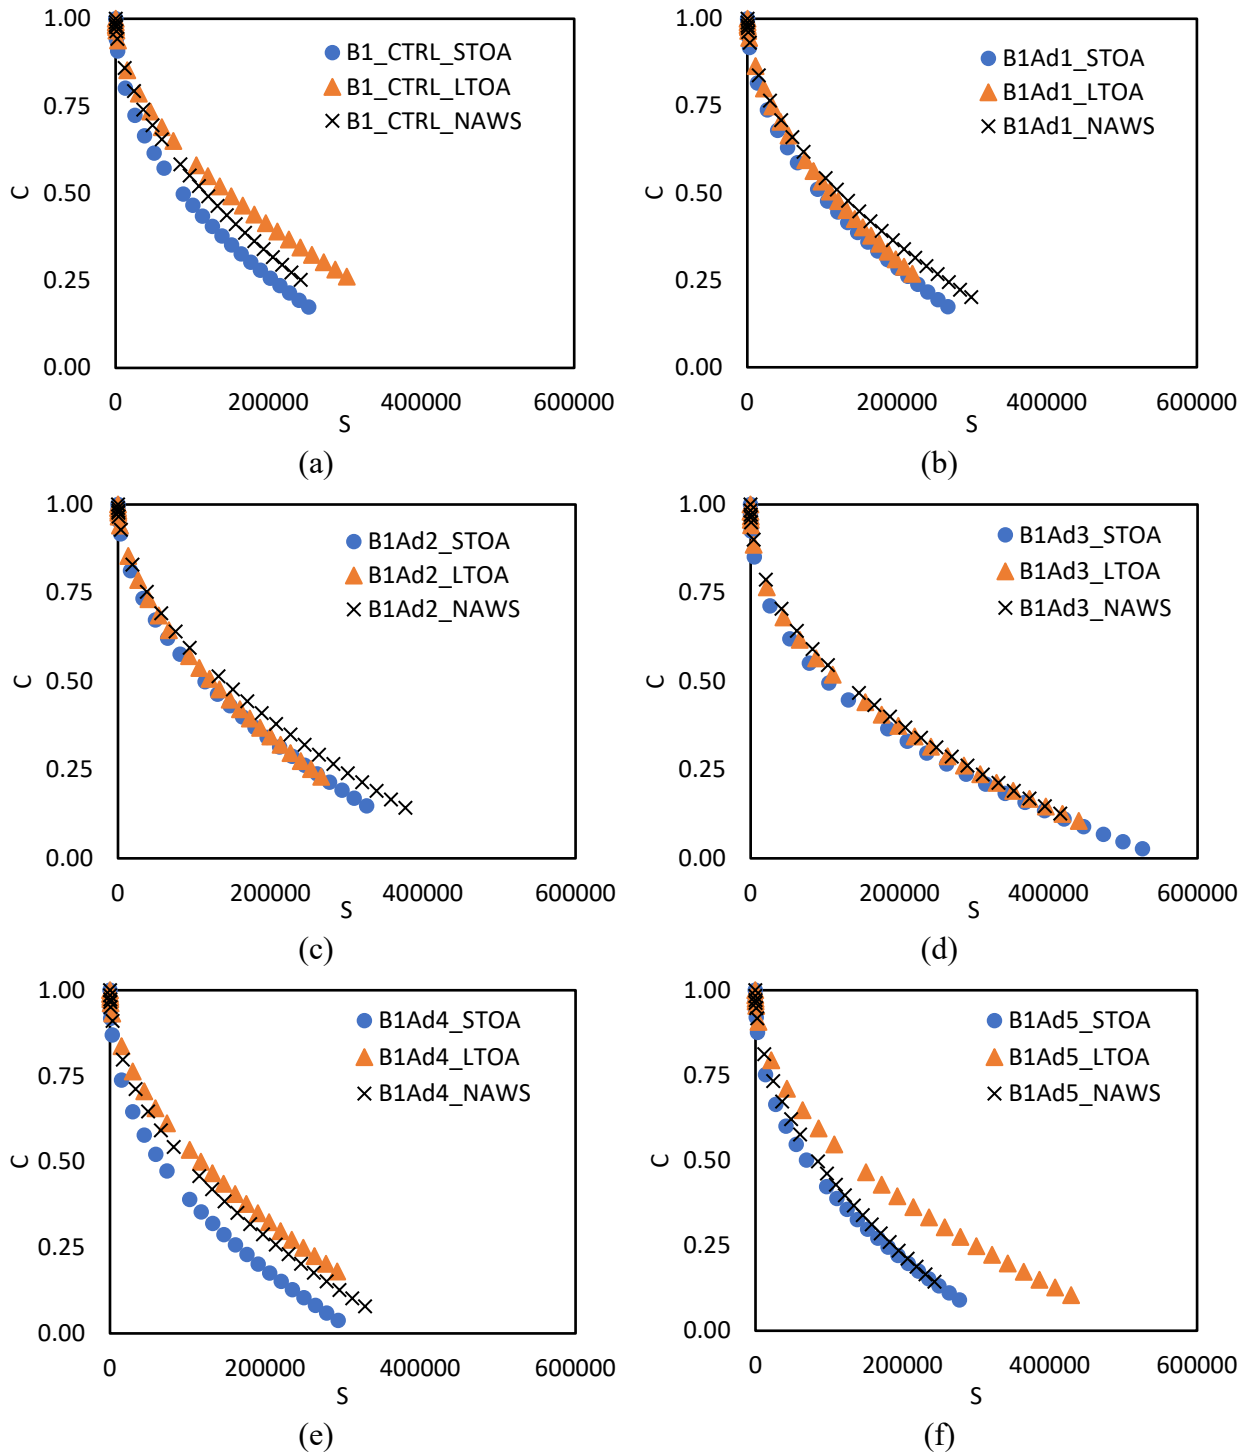 1.00
0.75
0.50
0.25
0.00
C
B1_CTRL_STOA
B1_CTRL_LTOA
B1_CTRL_NAWS
0 200000 400000 600000
S
(a)
1.00
0.75
0.50
0.25
0.00
C
B1Ad1_STOA
B1Ad1_LTOA
B1Ad1_NAWS
0 200000 400000 600000
S
(b)
1.00
0.75
0.50
0.25
0.00
C
B1Ad2_STOA
B1Ad2_LTOA
B1Ad2_NAWS
0 200000 400000 600000
S
(c)
1.00
0.75
0.50
0.25
0.00
C
B1Ad3_STOA
B1Ad3_LTOA
B1Ad3_NAWS
0 200000 400000 600000
S
(d)
1.00
0.75
0.50
0.25
0.00
C
B1Ad4_STOA
B1Ad4_LTOA
B1Ad4_NAWS
0 200000 400000 600000
S
(e)
1.00
0.75
0.50
0.25
0.00
C
B1Ad5_STOA
B1Ad5_LTOA
B1Ad5_NAWS
0 200000 400000 600000
S
(f)